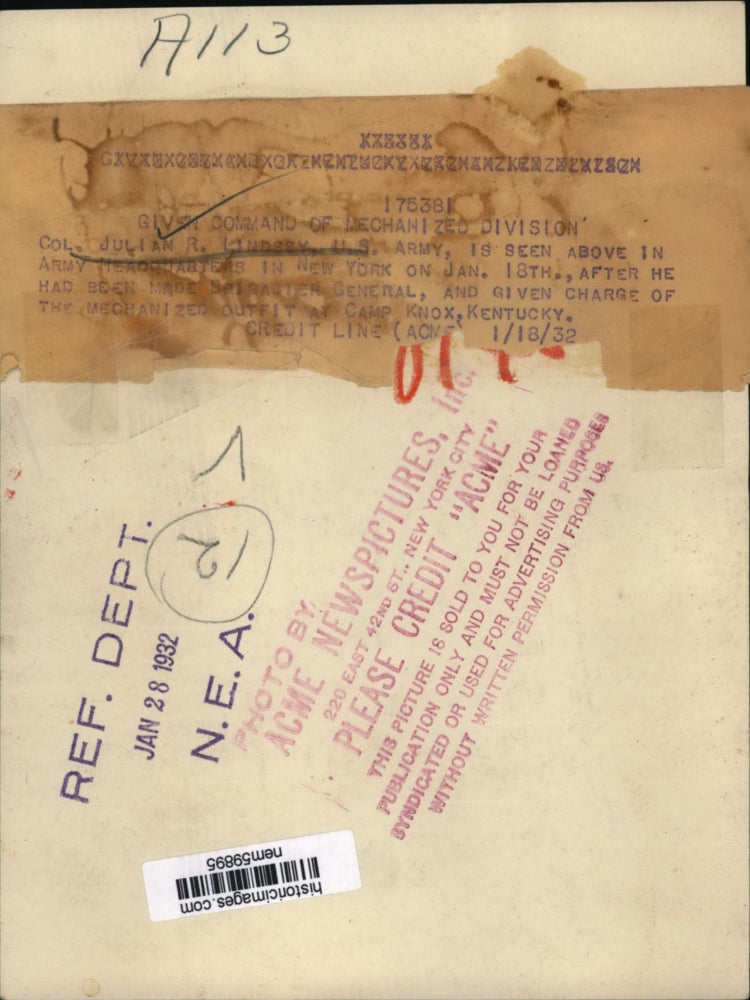 A113
175381
GIVEN COMMAND OF MECHANIZED DIVISION
COL. JULIAN R. LINDSEY, U.S. ARMY, IS SEEN ABOVE IN
ARMY HEADQUARTERS IN NEW YORK ON JAN. 18TH., AFTER HE
HAD BEEN MADE BRIGADIER GENERAL, AND GIVEN CHARGE OF
THE MECHANIZED OUTFIT AT CAMP KNOX, KENTUCKY.
CREDIT LINE (ACME 1/18/32
REF. DEPT.
JAN 28 1932
N.E.A.
PHOTO BY
ACME NEWSPICTURES, Inc.
220 EAST 42ND ST., NEW YORK CITY
PLEASE CREDIT "ACME"
THIS PICTURE IS SOLD TO YOU FOR YOUR
PUBLICATION ONLY AND MUST NOT BE LOANED
SYNDICATED OR USED FOR ADVERTISING PURPOSES
WITHOUT WRITTEN PERMISSION FROM US.
historicimages.com
nem59895